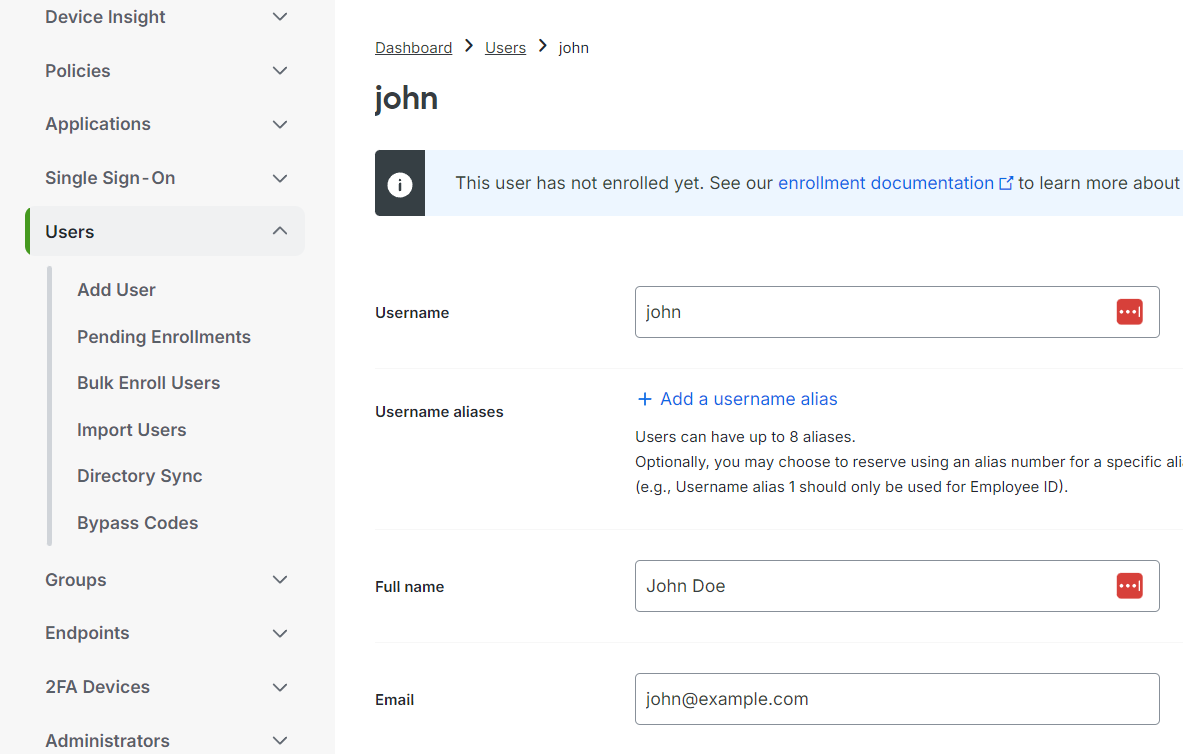 Device Insight
Policies
Applications
Single Sign-On
Users
Add User
Pending Enrollments
Bulk Enroll Users
Import Users
Directory Sync
Bypass Codes
Groups
Endpoints
2FA Devices
Administrators
Dashboard > Users > john
john
This user has not enrolled yet. See our enrollment documentation to learn more about
Username
john
Username aliases
+ Add a username alias
Users can have up to 8 aliases.
Optionally, you may choose to reserve using an alias number for a specific ali
(e.g., Username alias 1 should only be used for Employee ID).
Full name
John Doe
Email
john@example.com